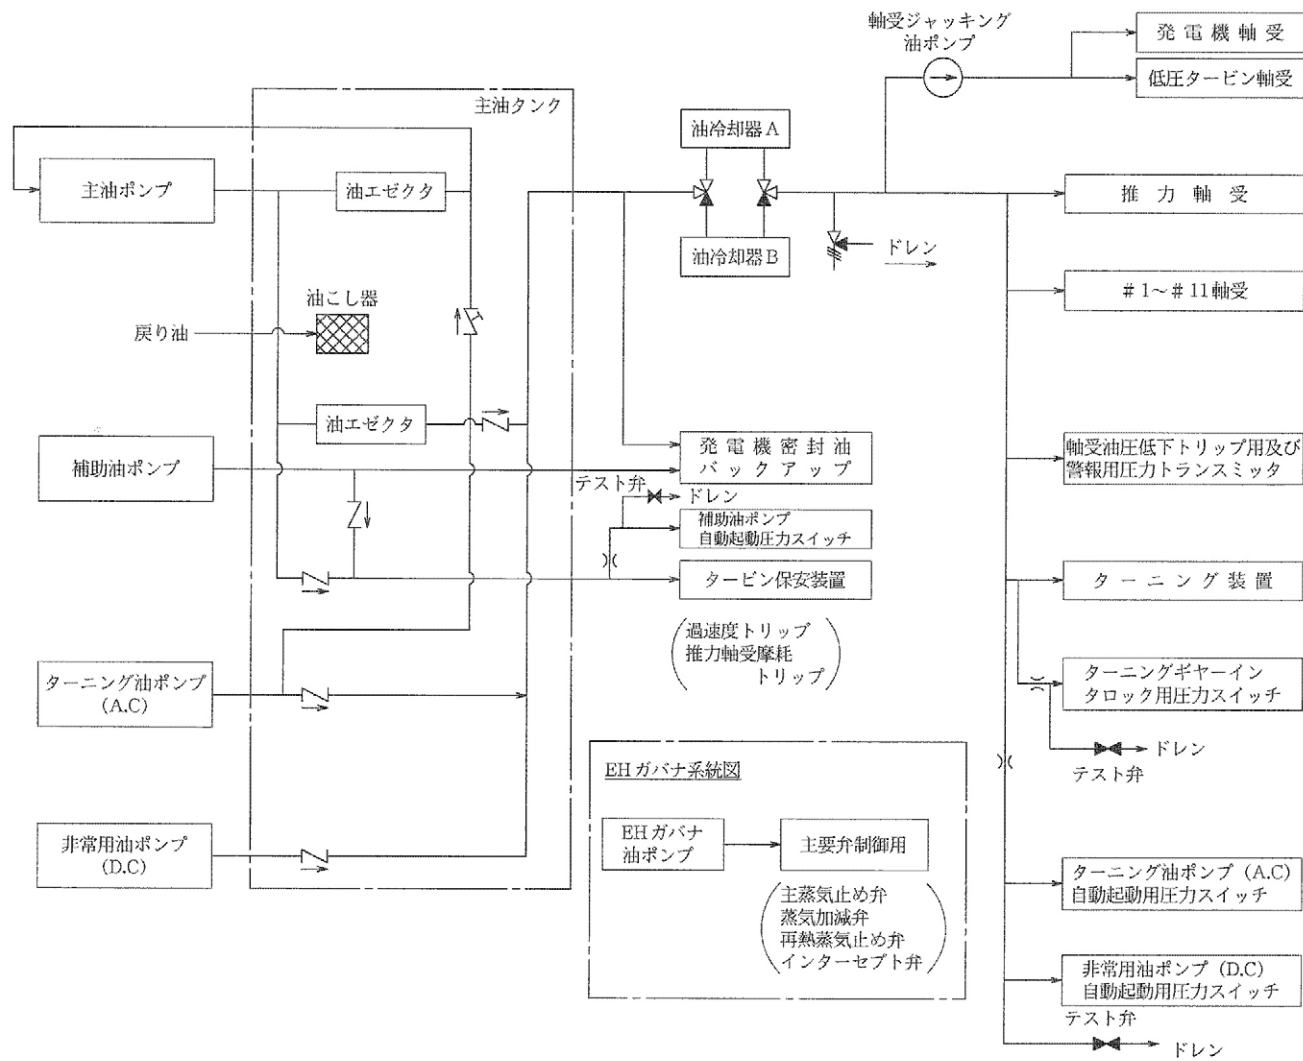 軸受ジャッキング
油ポンプ
発電機軸受
低圧タービン軸受
主油タンク
油冷却器A
主油ポンプ
油エゼクタ
推力軸受
油冷却器B
ドレン
油こし器
戻り油
#1~#11軸受
油エゼクタ
補助油ポンプ
発電機密封油
バックアップ
軸受油圧低下トリップ用及び
警報用圧力トランスミッタ
テスト弁
ドレン
補助油ポンプ
自動起動圧力スイッチ
タービン保安装置
ターニング装置
過速度トリップ
推力軸受摩耗
トリップ
ターニング油ポンプ
(A.C)
ターニングギヤーイン
タロック用圧力スイッチ
ドレン
テスト弁
EHガバナ系統図
EHガバナ
油ポンプ
主要弁制御用
非常用油ポンプ
(D.C)
主蒸気止め弁
蒸気加減弁
再熱蒸気止め弁
インターセプト弁
ターニング油ポンプ(A.C)
自動起動用圧力スイッチ
非常用油ポンプ(D.C)
自動起動用圧力スイッチ
テスト弁
ドレン